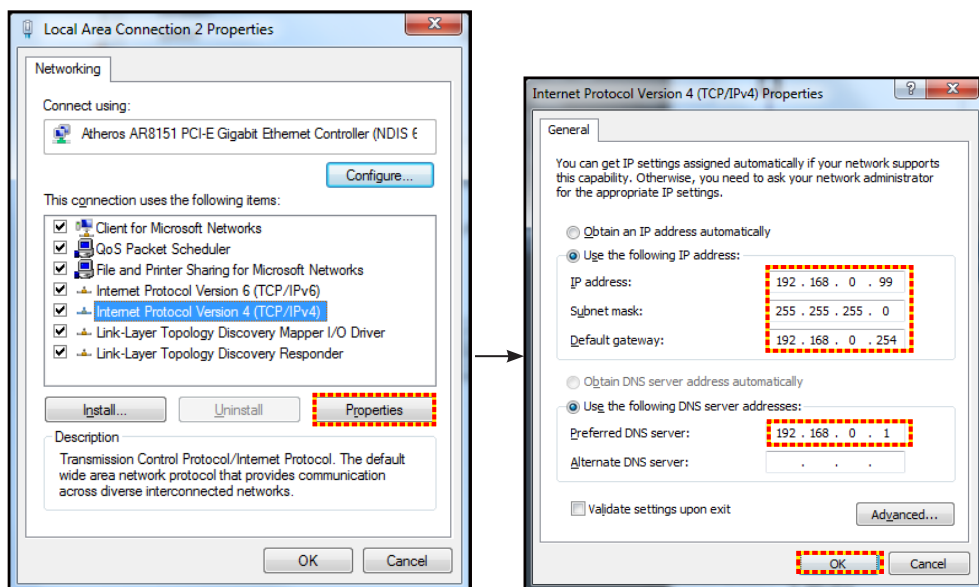 Local Area Connection 2 Properties
Networking
Connect using:
Atheros AR8151 PCI-E Gigabit Ethernet Controller (NDIS 6
Configure...
This connection uses the following items:
Client for Microsoft Networks
QoS Packet Scheduler
File and Printer Sharing for Microsoft Networks
Internet Protocol Version 6 (TCP/IPv6)
Internet Protocol Version 4 (TCP/IPv4)
Link-Layer Topology Discovery Mapper I/O Driver
Link-Layer Topology Discovery Responder
Install...
Uninstall
Properties
Description
Transmission Control Protocol/Internet Protocol. The default
wide area network protocol that provides communication
across diverse interconnected networks.
OK
Cancel
Internet Protocol Version 4 (TCP/IPv4) Properties
General
You can get IP settings assigned automatically if your network supports
this capability. Otherwise, you need to ask your network administrator
for the appropriate IP settings.
Obtain an IP address automatically
Use the following IP address:
IP address: 192 . 168 . 0 . 99
Subnet mask: 255 . 255 . 255 . 0
Default gateway: 192 . 168 . 0 . 254
Obtain DNS server address automatically
Use the following DNS server addresses:
Preferred DNS server: 192 . 168 . 0 . 1
Alternate DNS server: . . .
Validate settings upon exit
Advanced...
OK
Cancel